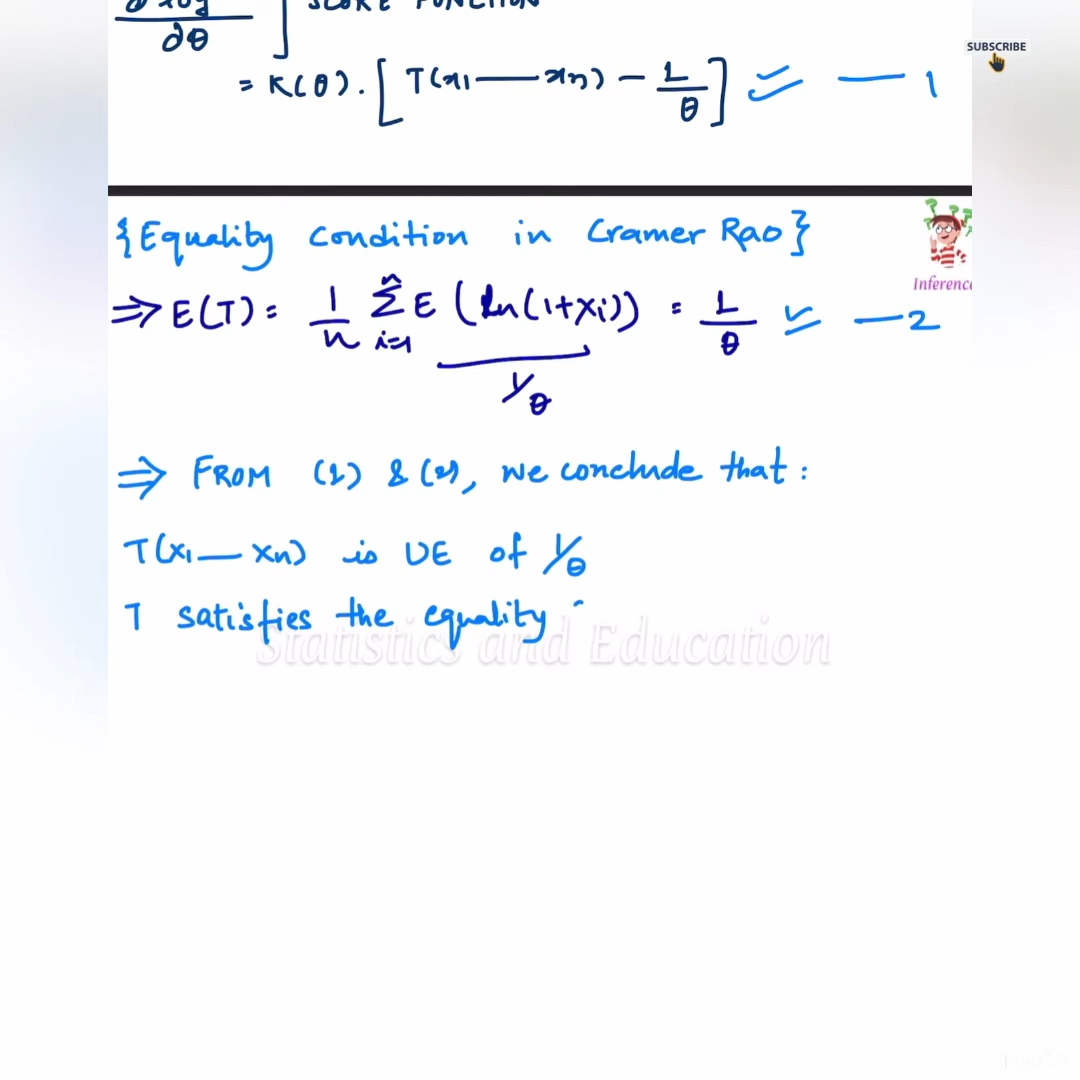 ∂ log
∂θ ] SCORE FUNCTION
SUBSCRIBE
= K(θ) . [ T(x1 — xn) − 1/θ ] — 1
{Equality condition in Cramer Rao}
Inference
⇒ E(T) = 1/n Σ i=1 n E (ln(1+Xi)) = 1/θ — 2
1/θ
⇒ FROM (1) & (2), we conclude that :
T(x1 — xn) is UE of 1/θ
T satisfies the equality
Statistics and Education